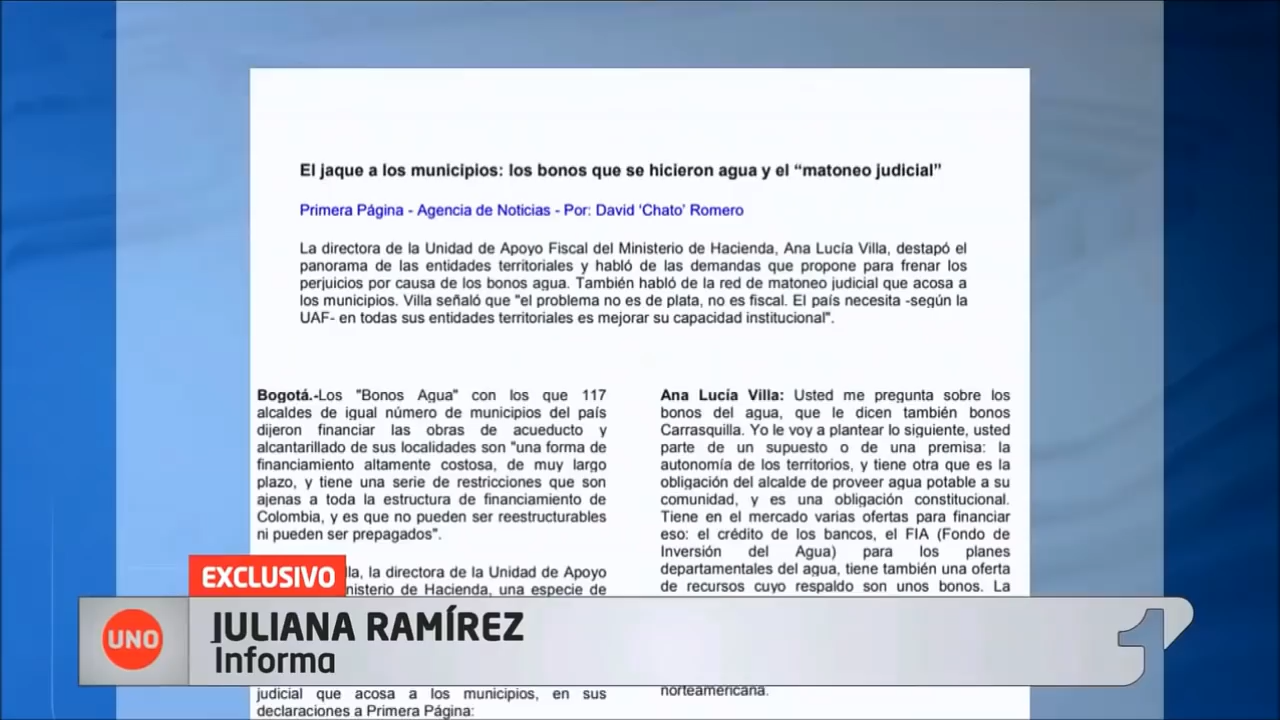 El jaque a los municipios: los bonos que se hicieron agua y el “matoneo judicial”
Primera Página - Agencia de Noticias - Por: David ‘Chato’ Romero
La directora de la Unidad de Apoyo Fiscal del Ministerio de Hacienda, Ana Lucía Villa, destapó el
panorama de las entidades territoriales y habló de las demandas que propone para frenar los
perjuicios por causa de los bonos agua. También habló de la red de matoneo judicial que acosa a
los municipios. Villa señaló que "el problema no es de plata, no es fiscal. El país necesita -según la
UAF- en todas sus entidades territoriales es mejorar su capacidad institucional".
Bogotá.-Los "Bonos Agua" con los que 117
alcaldes de igual número de municipios del país
dijeron financiar las obras de acueducto y
alcantarillado de sus localidades son "una forma de
financiamiento altamente costosa, de muy largo
plazo, y tiene una serie de restricciones que son
ajenas a toda la estructura de financiamiento de
Colombia, y es que no pueden ser reestructurables
ni pueden ser prepagados".
la, la directora de la Unidad de Apoyo
nisterio de Hacienda, una especie de
judicial que acosa a los municipios, en sus
declaraciones a Primera Página:
Ana Lucía Villa: Usted me pregunta sobre los
bonos del agua, que le dicen también bonos
Carrasquilla. Yo le voy a plantear lo siguiente, usted
parte de un supuesto o de una premisa: la
autonomía de los territorios, y tiene otra que es la
obligación del alcalde de proveer agua potable a su
comunidad, y es una obligación constitucional.
Tiene en el mercado varias ofertas para financiar
eso: el crédito de los bancos, el FIA (Fondo de
Inversión del Agua) para los planes
departamentales del agua, tiene también una oferta
de recursos cuyo respaldo son unos bonos. La
norteamericana.
EXCLUSIVO
UNO
JULIANA RAMÍREZ
Informa
1